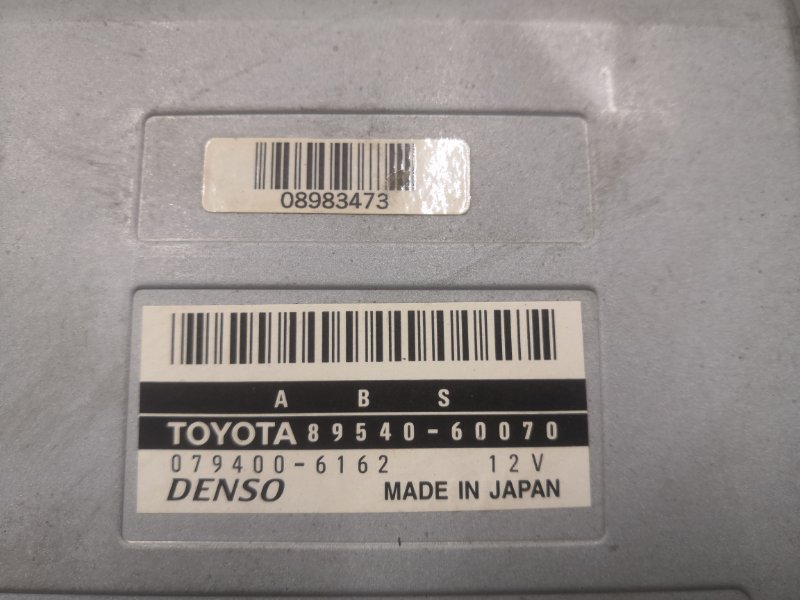 08983473
A B S
TOYOTA 89540-60070
079400-6162 12V
DENSO MADE IN JAPAN